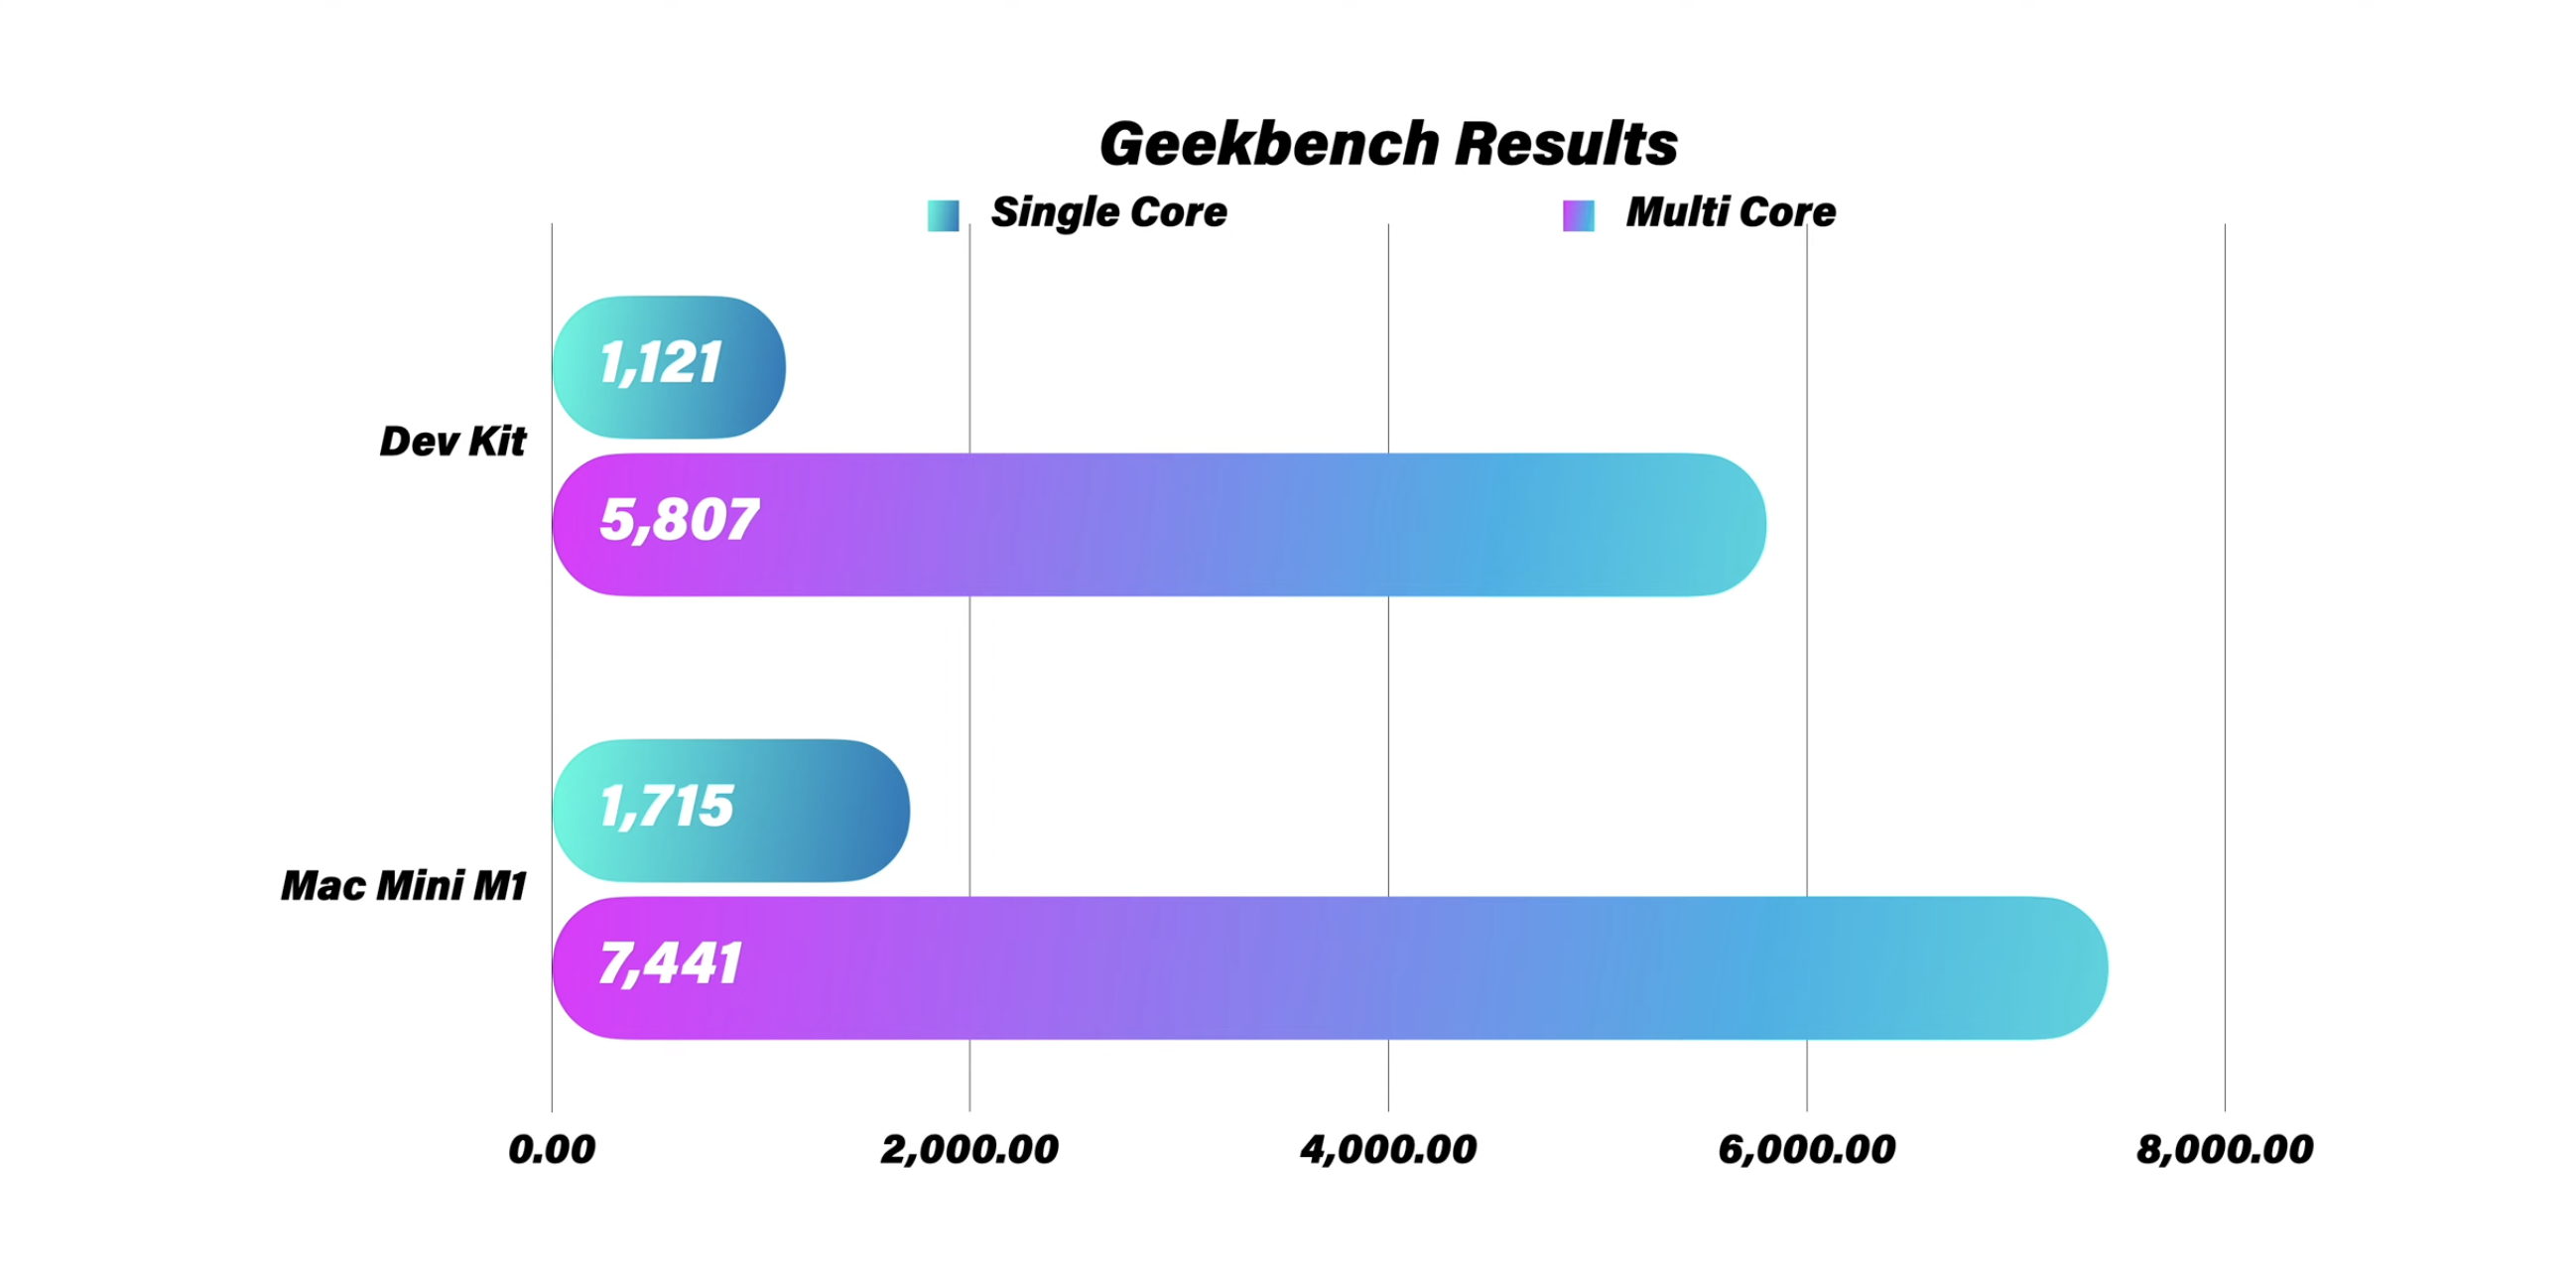 Geekbench Results
Single Core Multi Core
1,121
Dev Kit
5,807
1,715
Mac Mini M1
7,441
0.00 2,000.00 4,000.00 6,000.00 8,000.00